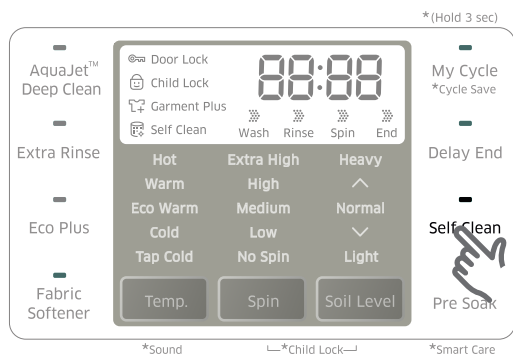 *(Hold 3 sec)
AquaJet™
Deep Clean
Extra Rinse
Eco Plus
Fabric
Softener
Door Lock
Child Lock
Garment Plus
Self Clean
88:88
Wash Rinse Spin End
Hot Extra High Heavy
Warm High
Eco Warm Medium Normal
Cold Low
Tap Cold No Spin Light
Temp. Spin Soil Level
My Cycle
*Cycle Save
Delay End
Self Clean
Pre Soak
*Sound *Child Lock *Smart Care